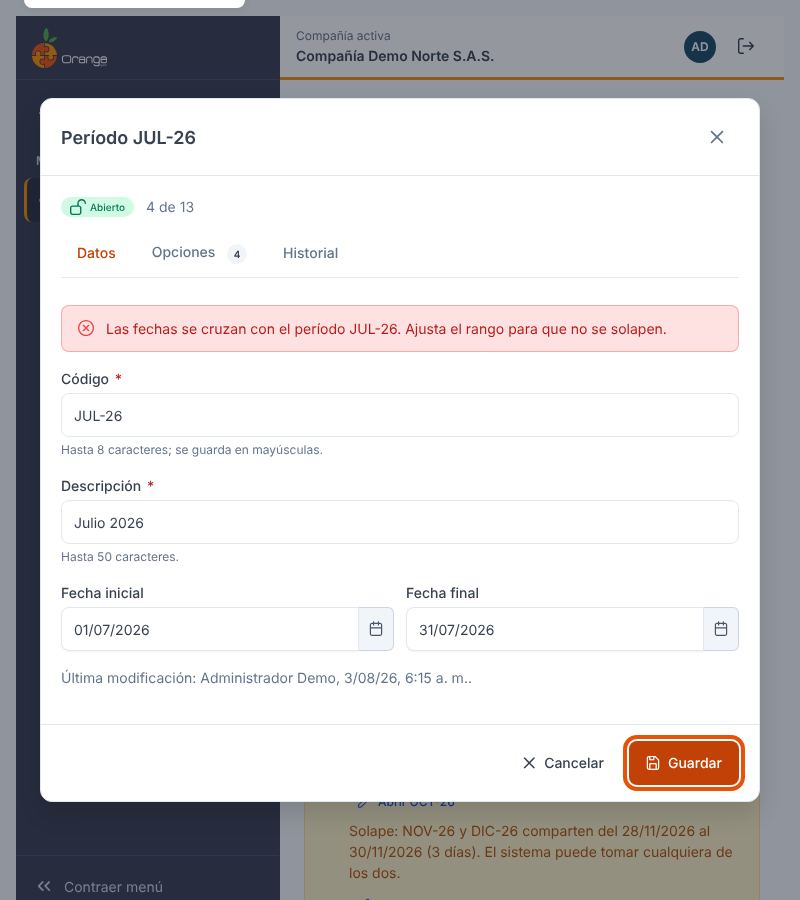 Orange
Compañía activa
Compañía Demo Norte S.A.S.
AD
Período JUL-26
Abierto
4 de 13
Datos
Opciones 4
Historial
Las fechas se cruzan con el período JUL-26. Ajusta el rango para que no se solapen.
Código *
JUL-26
Hasta 8 caracteres; se guarda en mayúsculas.
Descripción *
Julio 2026
Hasta 50 caracteres.
Fecha inicial
Fecha final
01/07/2026
31/07/2026
Última modificación: Administrador Demo, 3/08/26, 6:15 a. m..
Cancelar
Guardar
Abrir OCT-26
Solape: NOV-26 y DIC-26 comparten del 28/11/2026 al
30/11/2026 (3 días). El sistema puede tomar cualquiera de
los dos.
Contraer menú